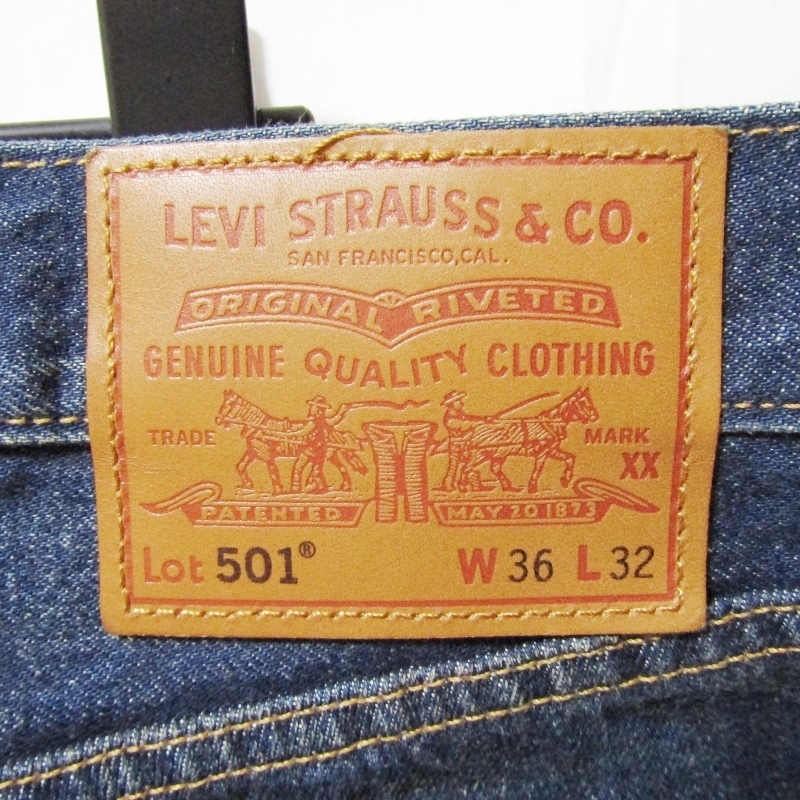 LEVI STRAUSS & CO.
SAN FRANCISCO, CAL.
ORIGINAL RIVETED
GENUINE QUALITY CLOTHING
TRADE MARK
XX
PATENTED MAY 20 1873
Lot 501® W 36 L 32